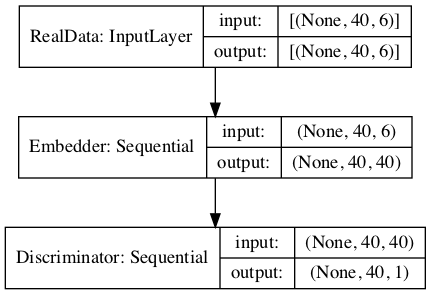 RealData: InputLayer
input:
[(None, 40, 6)]
output:
[(None, 40, 6)]
Embedder: Sequential
input:
(None, 40, 6)
output:
(None, 40, 40)
Discriminator: Sequential
input:
(None, 40, 40)
output:
(None, 40, 1)